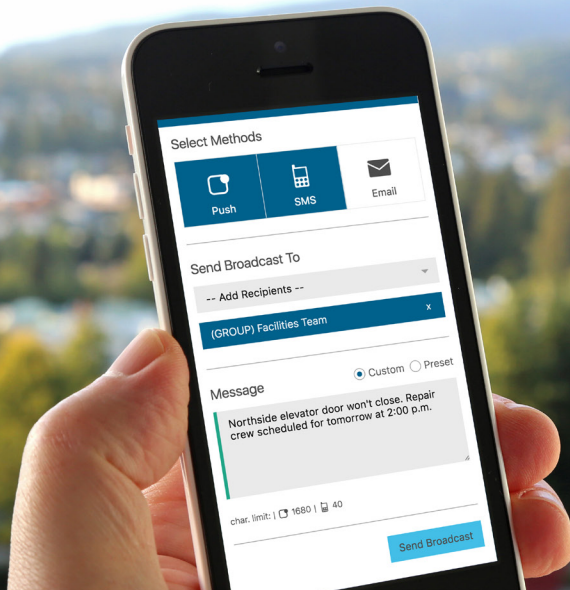 Select Methods
Push
SMS
Email
Send Broadcast To
-- Add Recipients --
(GROUP) Facilities Team x
Message
Custom Preset
Northside elevator door won't close. Repair
crew scheduled for tomorrow at 2:00 p.m.
char. limit: | 1680 | 40
Send Broadcast